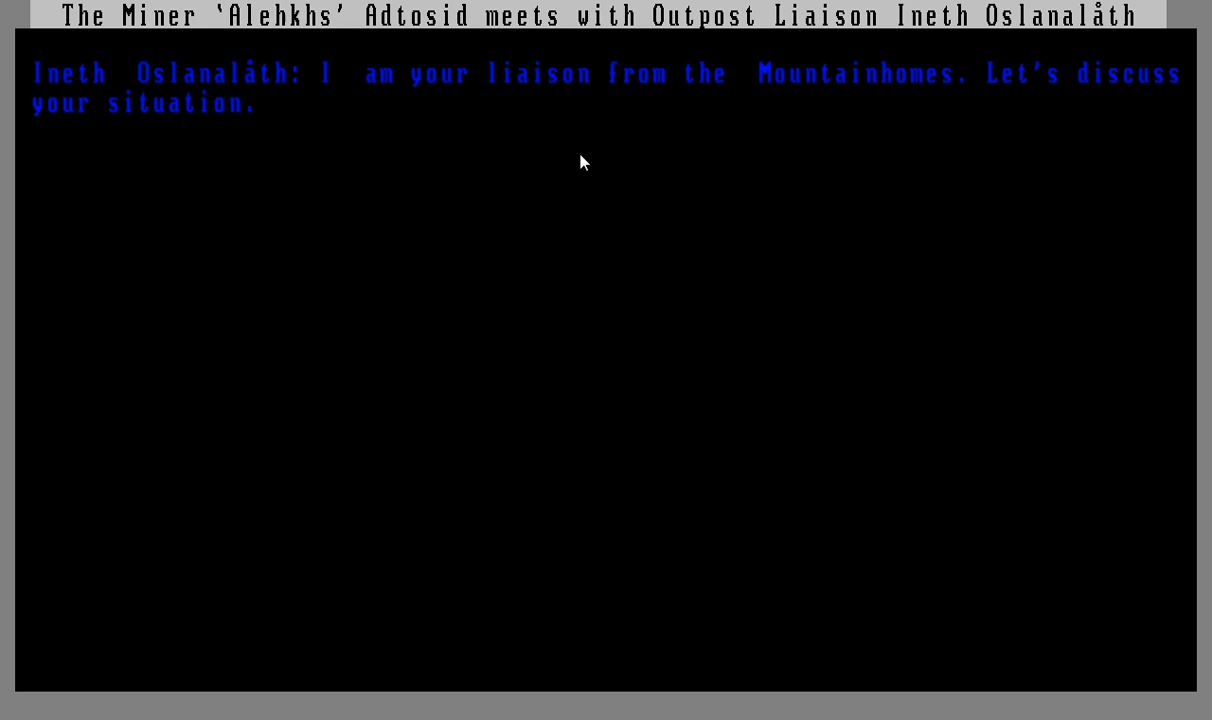 The Miner `Alehkhs' Adtosid meets with Outpost Liaison Ineth Oslanalåth
Ineth Oslanalåth: I am your liaison from the Mountainhomes. Let's discuss
your situation.